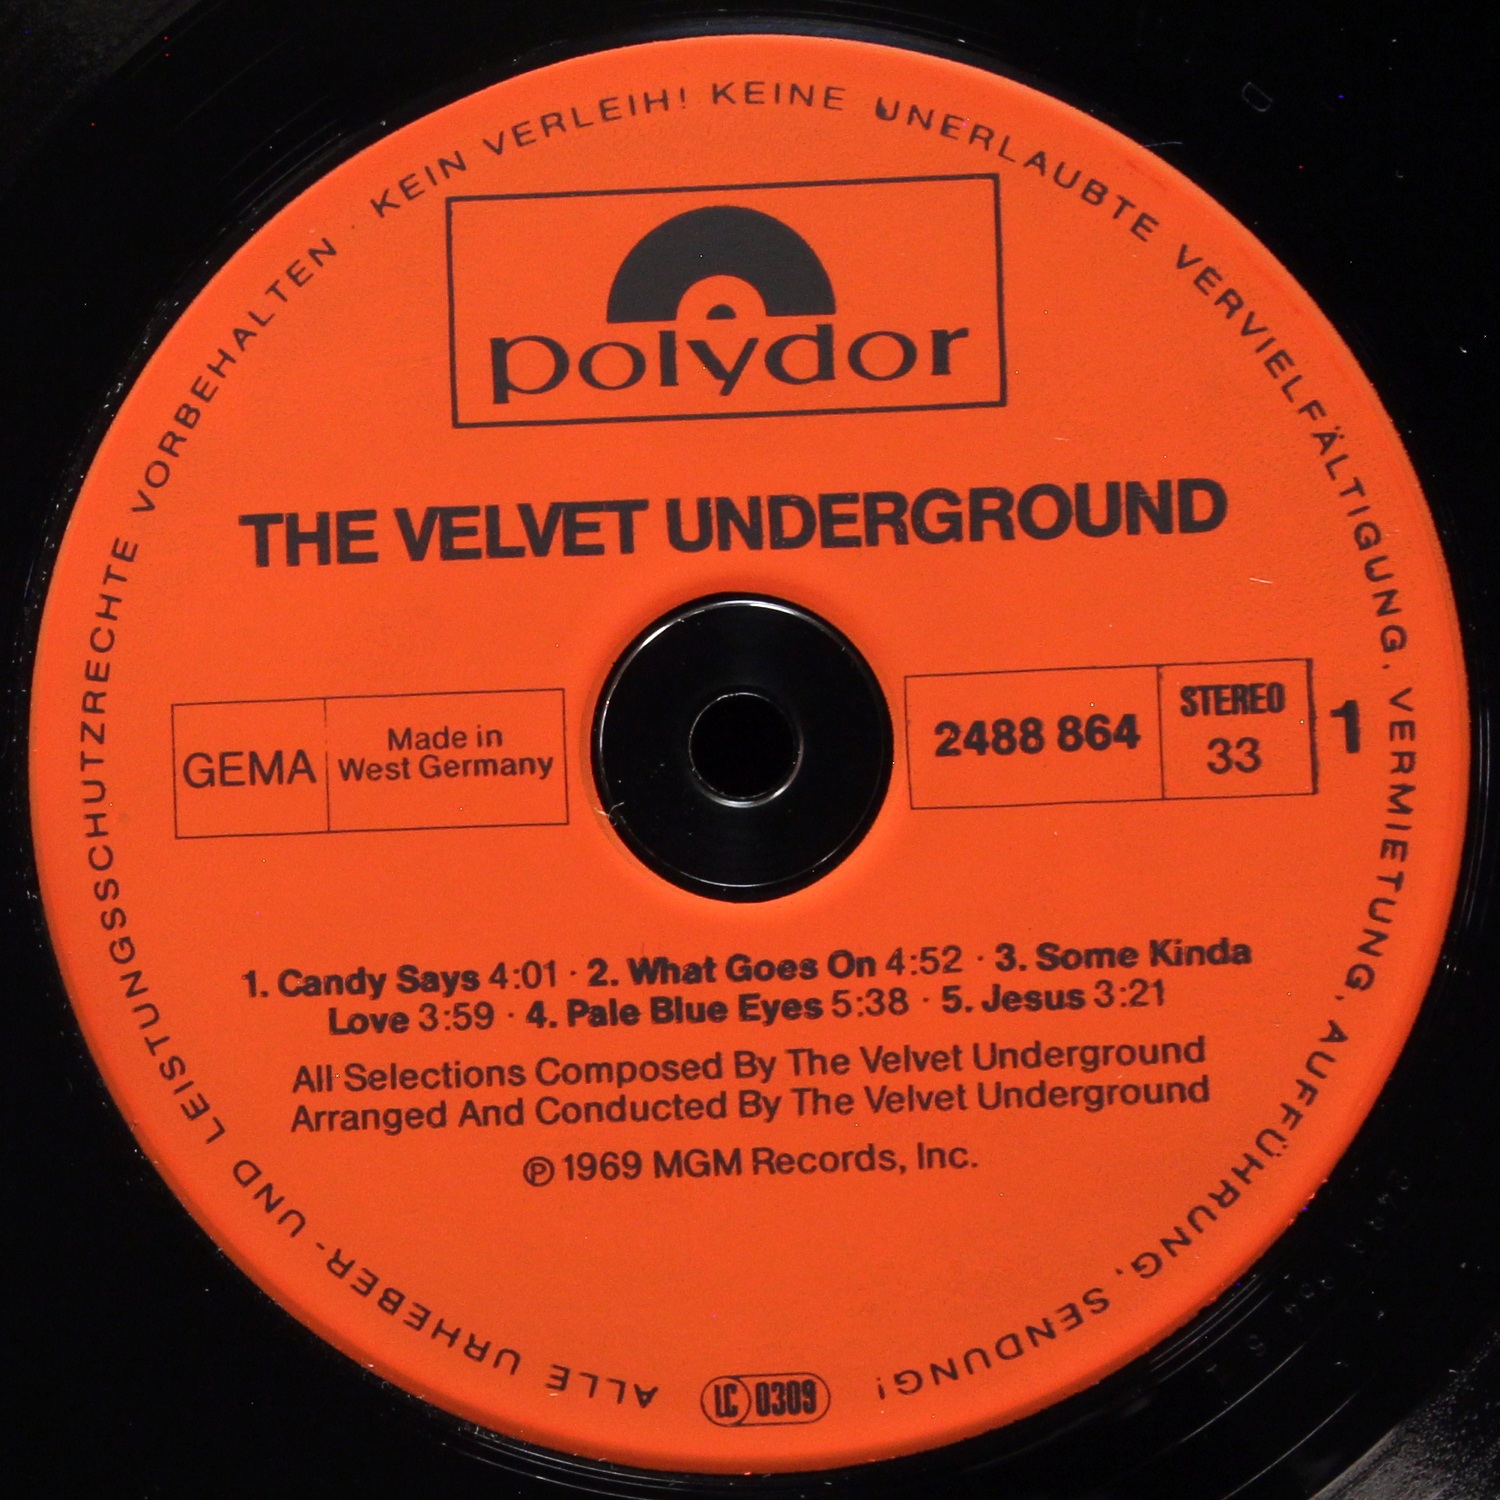 ALLE URHEBER- UND LEISTUNGSSCHUTZRECHTE VORBEHALTEN · KEIN VERLEIH! KEINE UNERLAUBTE VERVIELFÄLTIGUNG, VERMIETUNG, AUFFÜHRUNG, SENDUNG!
polydor
THE VELVET UNDERGROUND
GEMA
Made in
West Germany
2488 864
STEREO
33
1
1. Candy Says 4:01 · 2. What Goes On 4:52 · 3. Some Kinda
Love 3:59 · 4. Pale Blue Eyes 5:38 · 5. Jesus 3:21
All Selections Composed By The Velvet Underground
Arranged And Conducted By The Velvet Underground
℗ 1969 MGM Records, Inc.
LC 0309